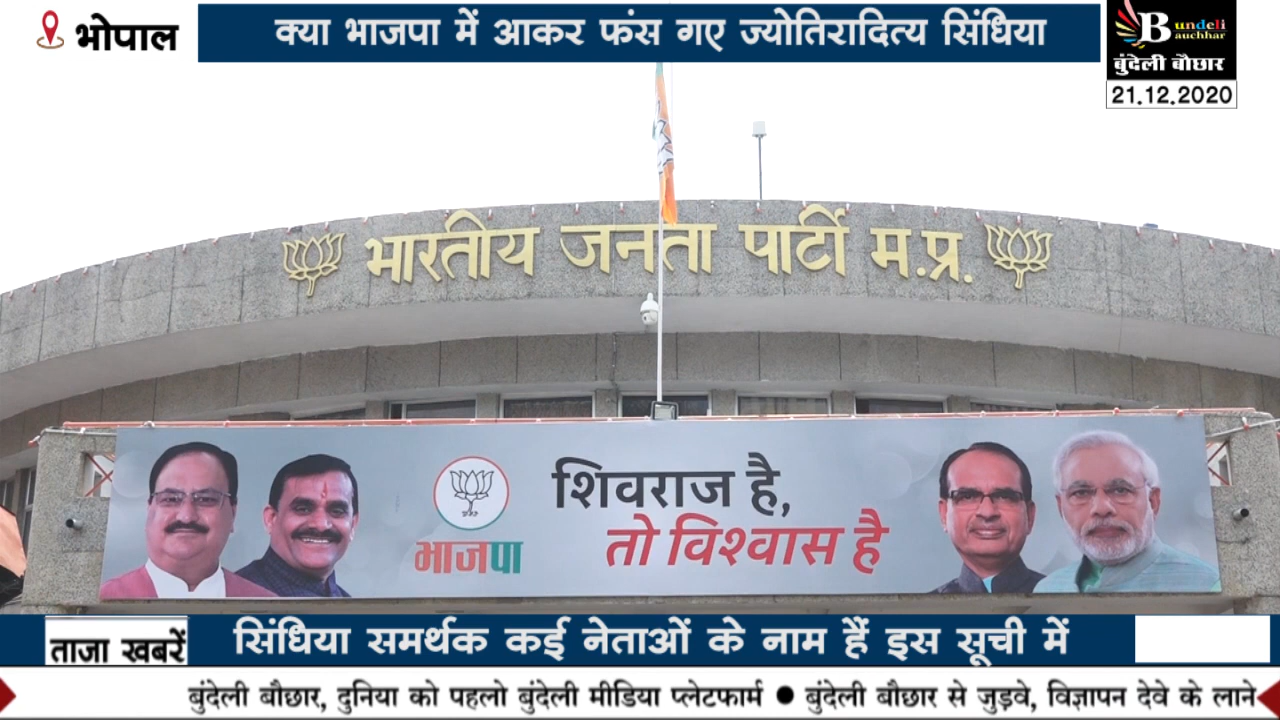 भोपाल
क्या भाजपा में आकर फंस गए ज्योतिरादित्य सिंधिया
Bundeli
Bauchhar
बुंदेली बौछार
21.12.2020
भारतीय जनता पार्टी म.प्र.
शिवराज है,
तो विश्वास है
भाजपा
ताजा खबरें
सिंधिया समर्थक कई नेताओं के नाम हैं इस सूची में
बुंदेली बौछार, दुनिया को पहलो बुंदेली मीडिया प्लेटफार्म ● बुंदेली बौछार से जुड़वे, विज्ञापन देवे के लाने